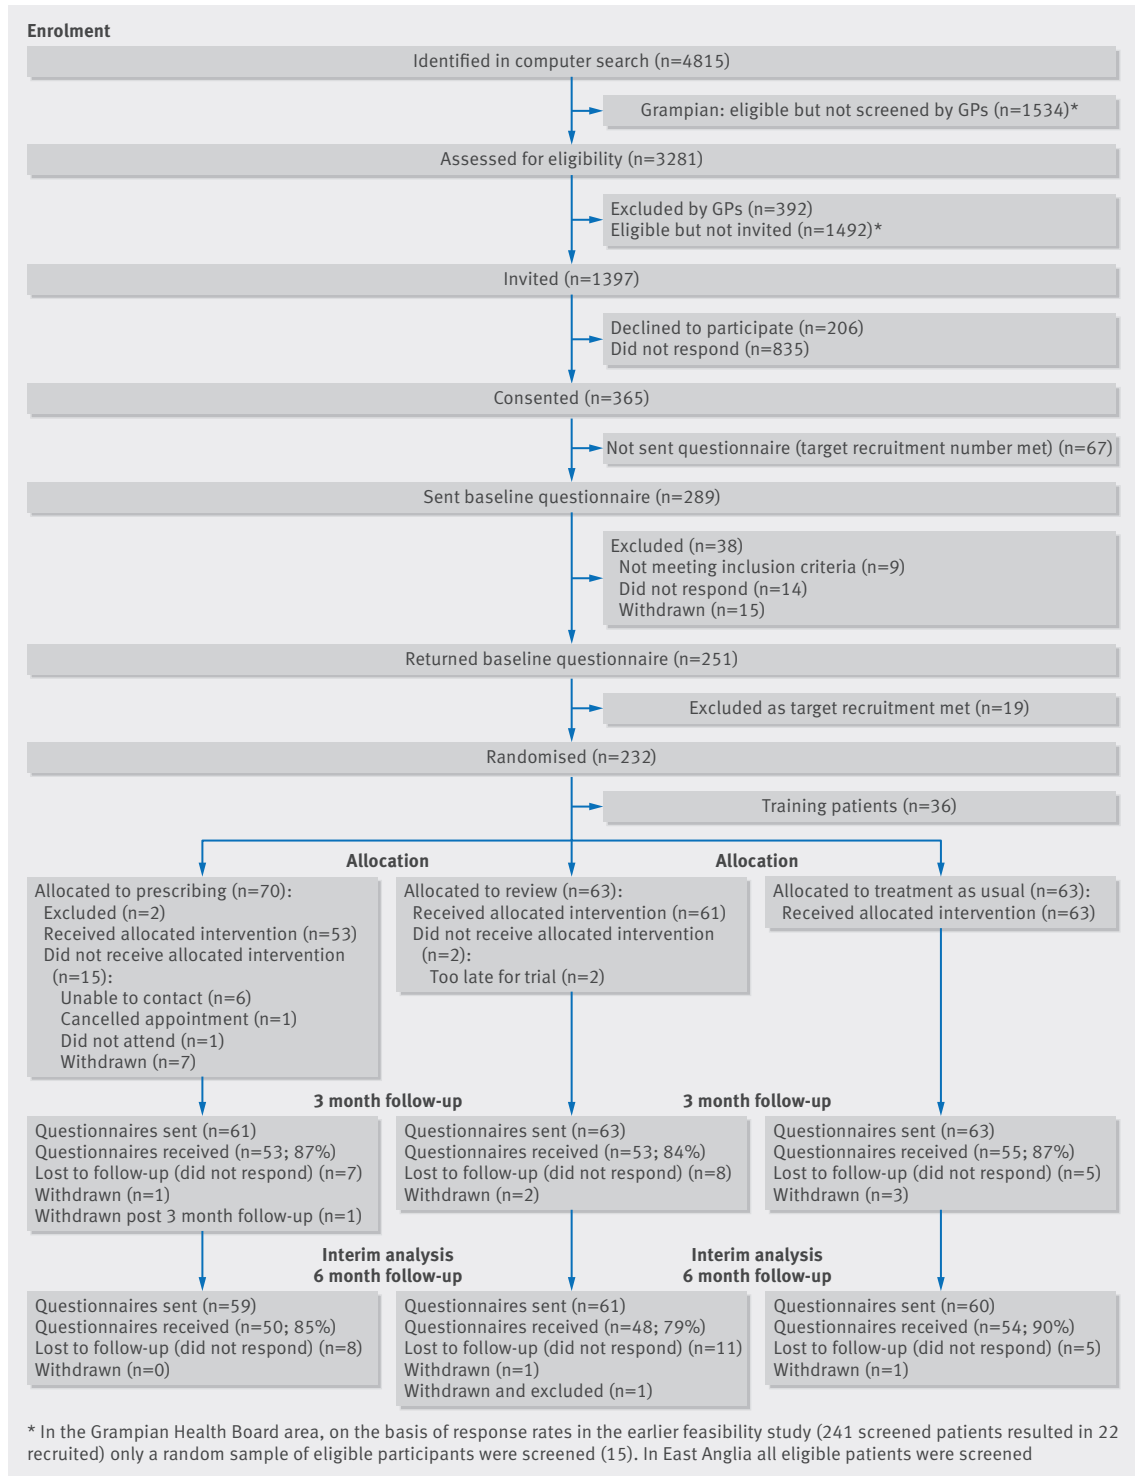 Enrolment
Identified in computer search (n=4815)
Grampian: eligible but not screened by GPs (n=1534)*
Assessed for eligibility (n=3281)
Excluded by GPs (n=392)
Eligible but not invited (n=1492)*
Invited (n=1397)
Declined to participate (n=206)
Did not respond (n=835)
Consented (n=365)
Not sent questionnaire (target recruitment number met) (n=67)
Sent baseline questionnaire (n=289)
Excluded (n=38)
Not meeting inclusion criteria (n=9)
Did not respond (n=14)
Withdrawn (n=15)
Returned baseline questionnaire (n=251)
Excluded as target recruitment met (n=19)
Randomised (n=232)
Training patients (n=36)
Allocation
Allocation
Allocated to prescribing (n=70):
Excluded (n=2)
Received allocated intervention (n=53)
Did not receive allocated intervention
(n=15):
Unable to contact (n=6)
Cancelled appointment (n=1)
Did not attend (n=1)
Withdrawn (n=7)
Allocated to review (n=63):
Received allocated intervention (n=61)
Did not receive allocated intervention
(n=2):
Too late for trial (n=2)
Allocated to treatment as usual (n=63):
Received allocated intervention (n=63)
3 month follow-up
3 month follow-up
Questionnaires sent (n=61)
Questionnaires received (n=53; 87%)
Lost to follow-up (did not respond) (n=7)
Withdrawn (n=1)
Withdrawn post 3 month follow-up (n=1)
Questionnaires sent (n=63)
Questionnaires received (n=53; 84%)
Lost to follow-up (did not respond) (n=8)
Withdrawn (n=2)
Questionnaires sent (n=63)
Questionnaires received (n=55; 87%)
Lost to follow-up (did not respond) (n=5)
Withdrawn (n=3)
Interim analysis
6 month follow-up
Interim analysis
6 month follow-up
Questionnaires sent (n=59)
Questionnaires received (n=50; 85%)
Lost to follow-up (did not respond) (n=8)
Withdrawn (n=0)
Questionnaires sent (n=61)
Questionnaires received (n=48; 79%)
Lost to follow-up (did not respond) (n=11)
Withdrawn (n=1)
Withdrawn and excluded (n=1)
Questionnaires sent (n=60)
Questionnaires received (n=54; 90%)
Lost to follow-up (did not respond) (n=5)
Withdrawn (n=1)
* In the Grampian Health Board area, on the basis of response rates in the earlier feasibility study (241 screened patients resulted in 22
recruited) only a random sample of eligible participants were screened (15). In East Anglia all eligible patients were screened